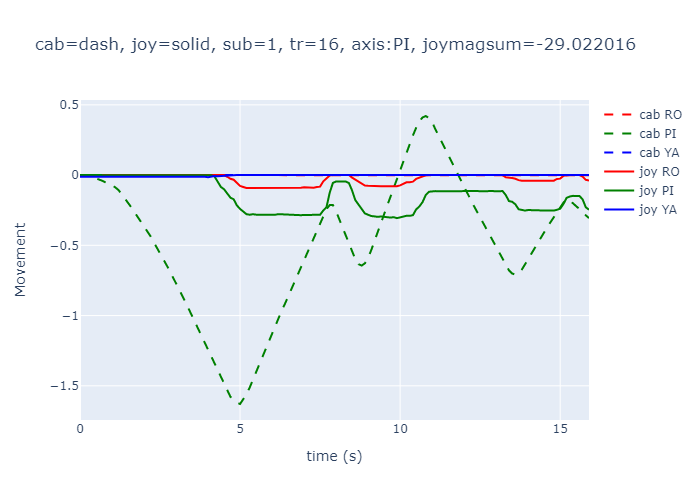 cab=dash, joy=solid, sub=1, tr=16, axis:PI, joymagsum=-29.022016
0.5
0
−0.5
−1
−1.5
0
5
10
15
Movement
time (s)
cab RO
cab PI
cab YA
joy RO
joy PI
joy YA